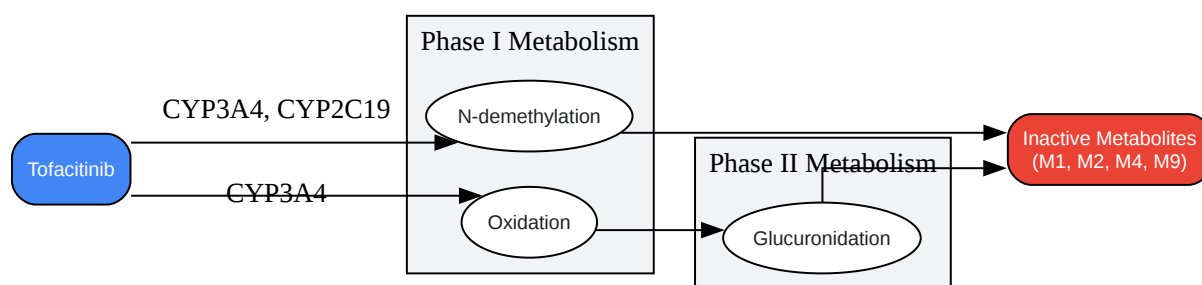 Phase I Metabolism
CYP3A4, CYP2C19
N-demethylation
Tofacitinib
CYP3A4
Oxidation
Phase II Metabolism
Glucuronidation
Inactive Metabolites
(M1, M2, M4, M9)